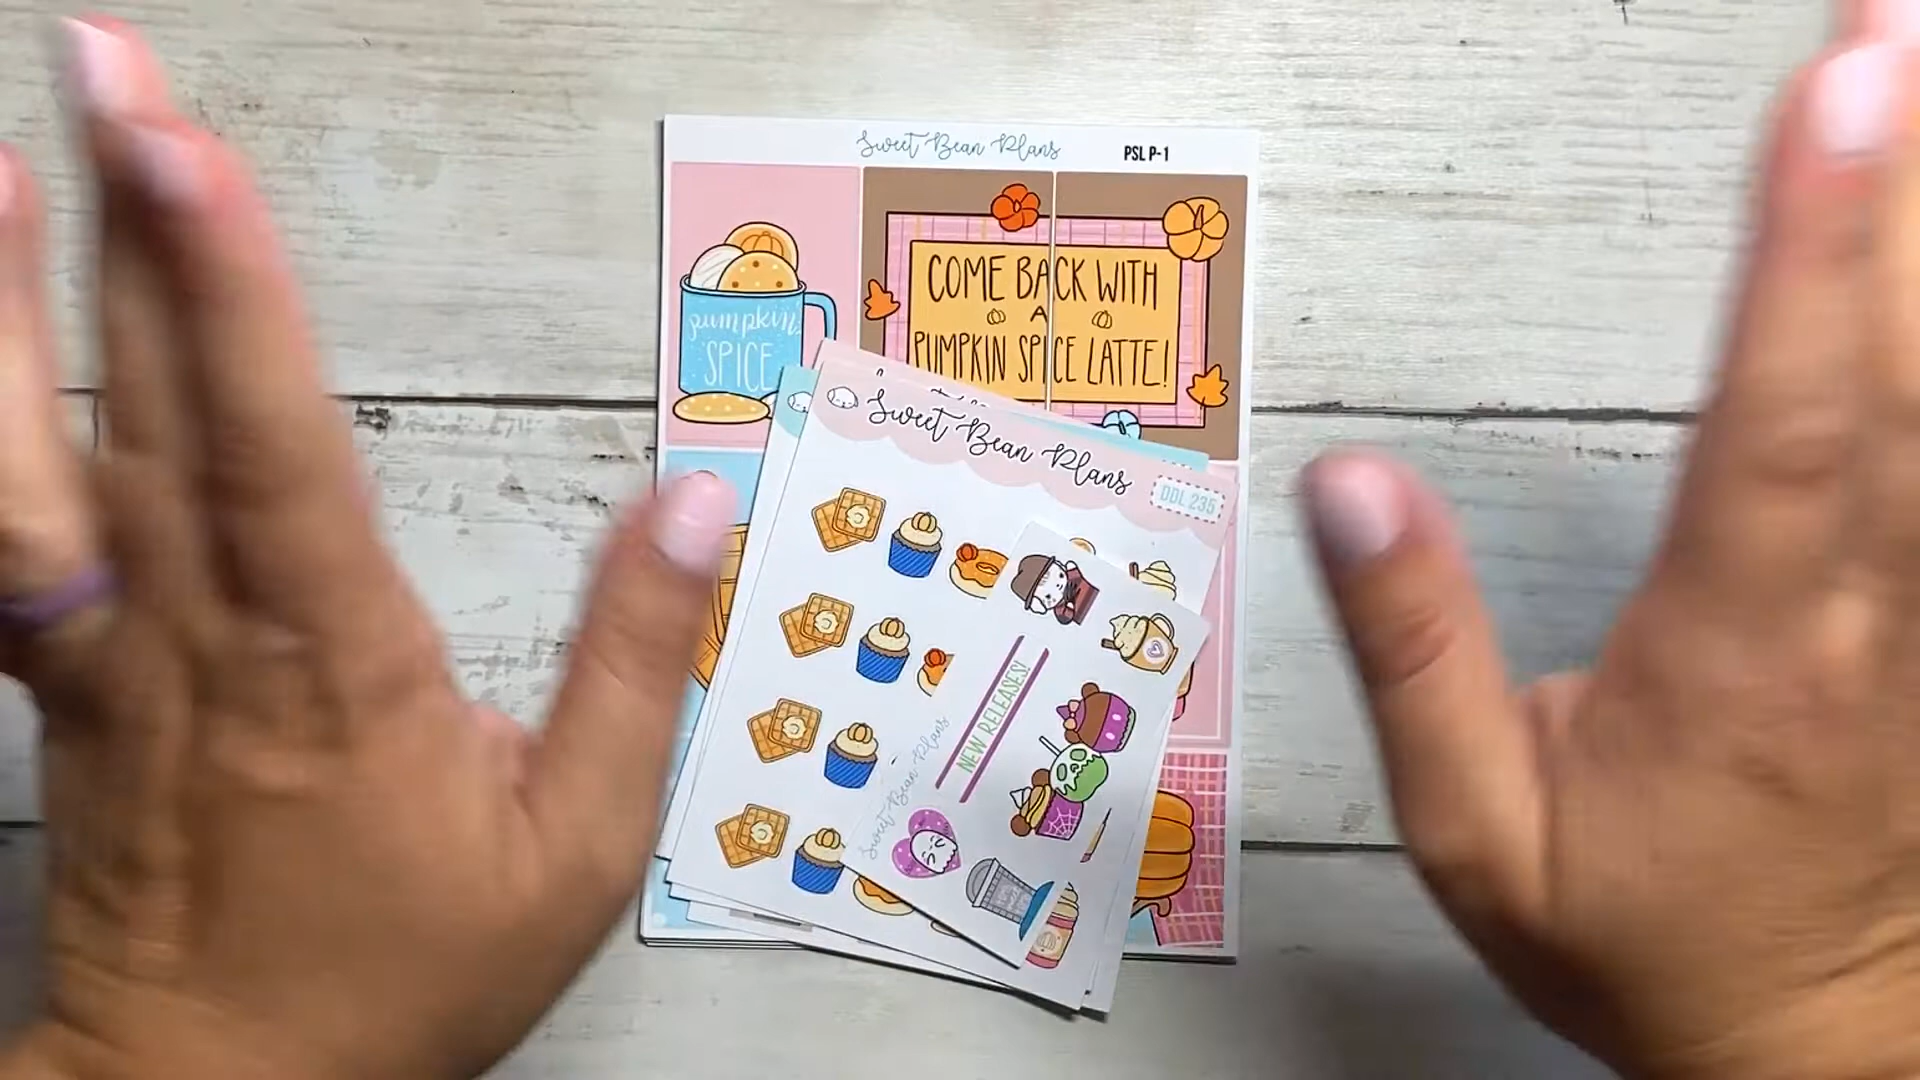 Sweet Bean Plans
PSL P-1
COME BACK WITH
A
PUMPKIN SPICE LATTE!
pumpkin
SPICE
Sweet Bean Plans
DDL 235
NEW RELEASES!
Sweet Bean Plans